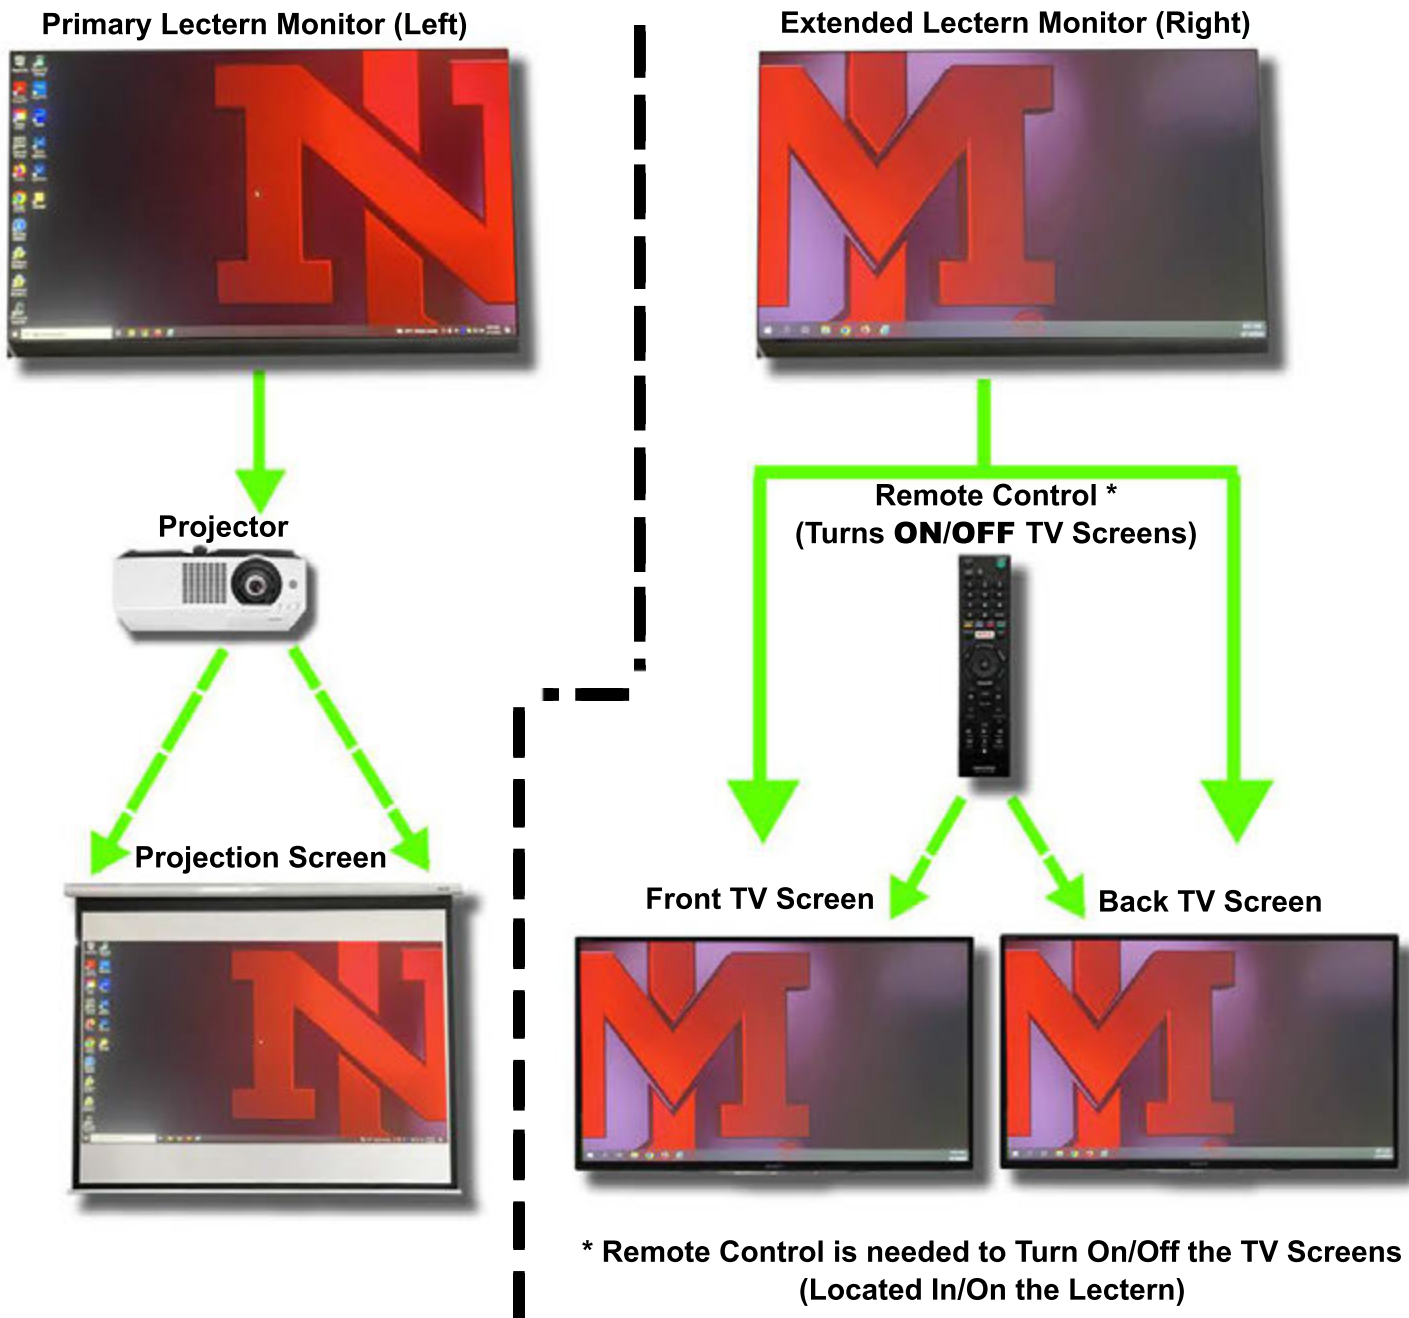 Primary Lectern Monitor (Left)
Extended Lectern Monitor (Right)
Remote Control *
(Turns ON/OFF TV Screens)
Projector
Projection Screen
Front TV Screen
Back TV Screen
* Remote Control is needed to Turn On/Off the TV Screens
(Located In/On the Lectern)